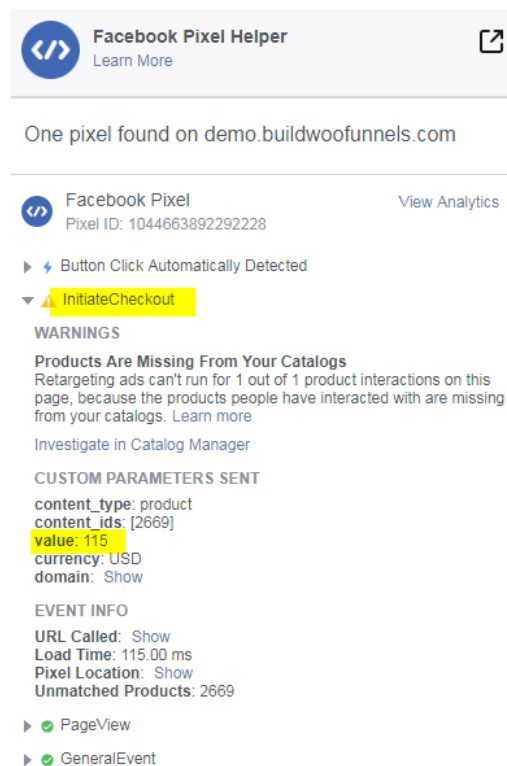 Facebook Pixel Helper
Learn More
One pixel found on demo.buildwoofunnels.com
Facebook Pixel
View Analytics
Pixel ID: 1044663892292228
Button Click Automatically Detected
InitiateCheckout
WARNINGS
Products Are Missing From Your Catalogs
Retargeting ads can't run for 1 out of 1 product interactions on this
page, because the products people have interacted with are missing
from your catalogs. Learn more
Investigate in Catalog Manager
CUSTOM PARAMETERS SENT
content_type: product
content_ids: [2669]
value: 115
currency: USD
domain: Show
EVENT INFO
URL Called: Show
Load Time: 115.00 ms
Pixel Location: Show
Unmatched Products: 2669
PageView
GeneralEvent